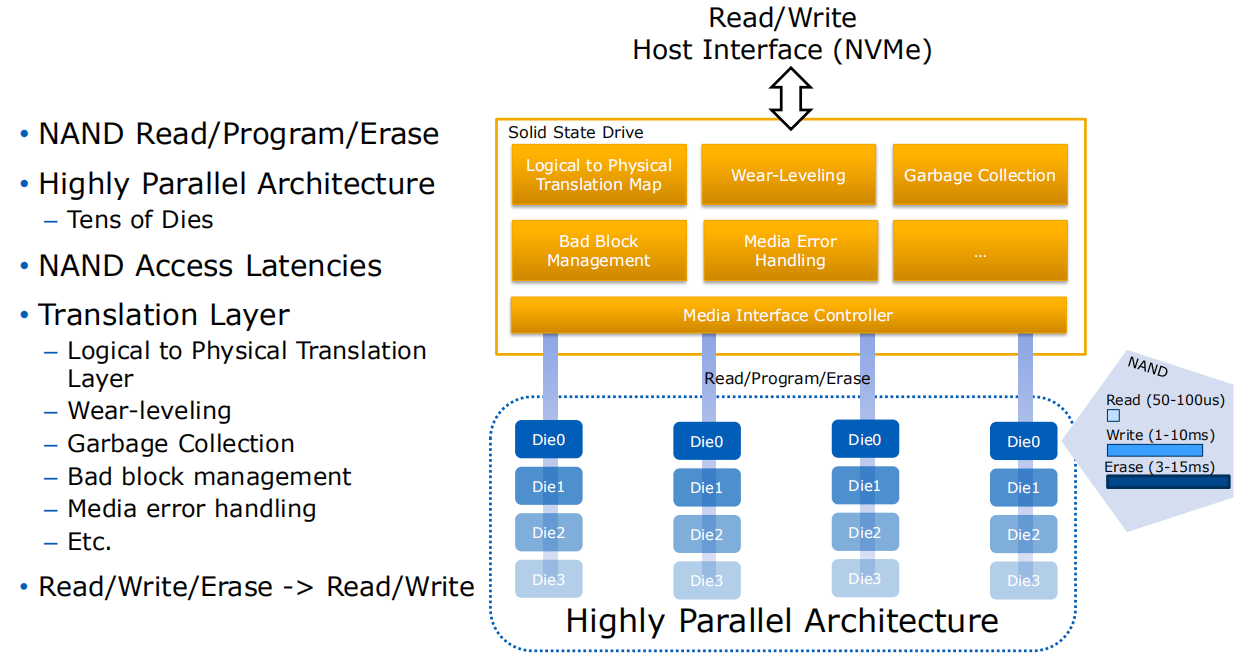 Read/Write
Host Interface (NVMe)
• NAND Read/Program/Erase
• Highly Parallel Architecture
– Tens of Dies
• NAND Access Latencies
• Translation Layer
– Logical to Physical Translation
Layer
– Wear-leveling
– Garbage Collection
– Bad block management
– Media error handling
– Etc.
• Read/Write/Erase -> Read/Write
Solid State Drive
Logical to Physical
Translation Map
Wear-Leveling
Garbage Collection
Bad Block
Management
Media Error
Handling
...
Media Interface Controller
Read/Program/Erase
Die0
Die1
Die2
Die3
Die0
Die1
Die2
Die3
Die0
Die1
Die2
Die3
Die0
Die1
Die2
Die3
Highly Parallel Architecture
NAND
Read (50-100us)
Write (1-10ms)
Erase (3-15ms)